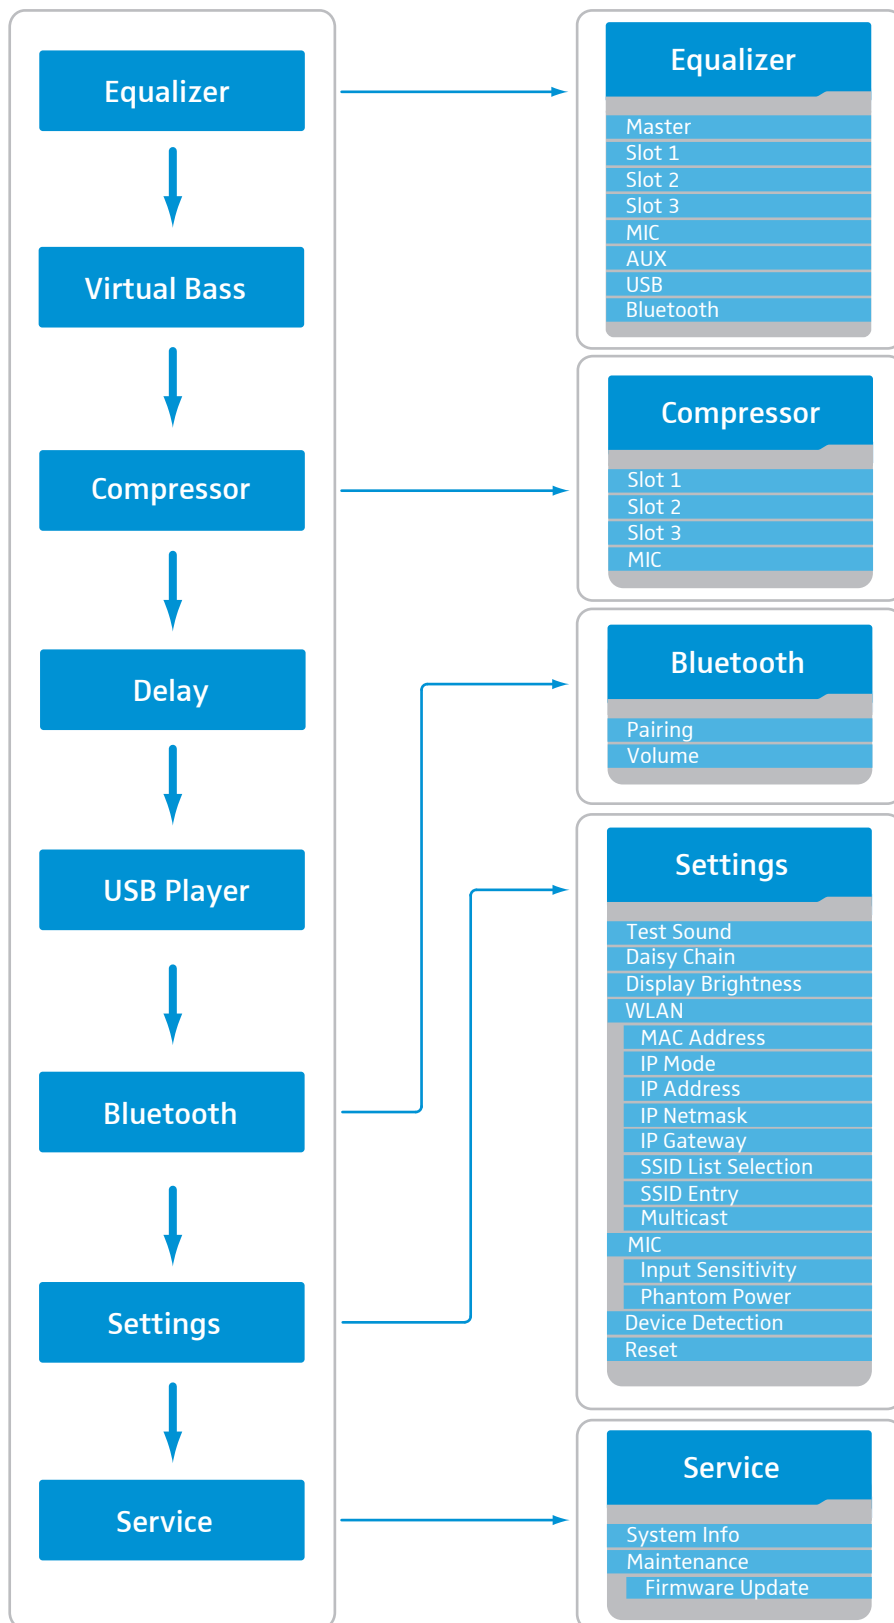 Equalizer
Virtual Bass
Compressor
Delay
USB Player
Bluetooth
Settings
Service
Equalizer
Master
Slot 1
Slot 2
Slot 3
MIC
AUX
USB
Bluetooth
Compressor
Slot 1
Slot 2
Slot 3
MIC
Bluetooth
Pairing
Volume
Settings
Test Sound
Daisy Chain
Display Brightness
WLAN
MAC Address
IP Mode
IP Address
IP Netmask
IP Gateway
SSID List Selection
SSID Entry
Multicast
MIC
Input Sensitivity
Phantom Power
Device Detection
Reset
Service
System Info
Maintenance
Firmware Update